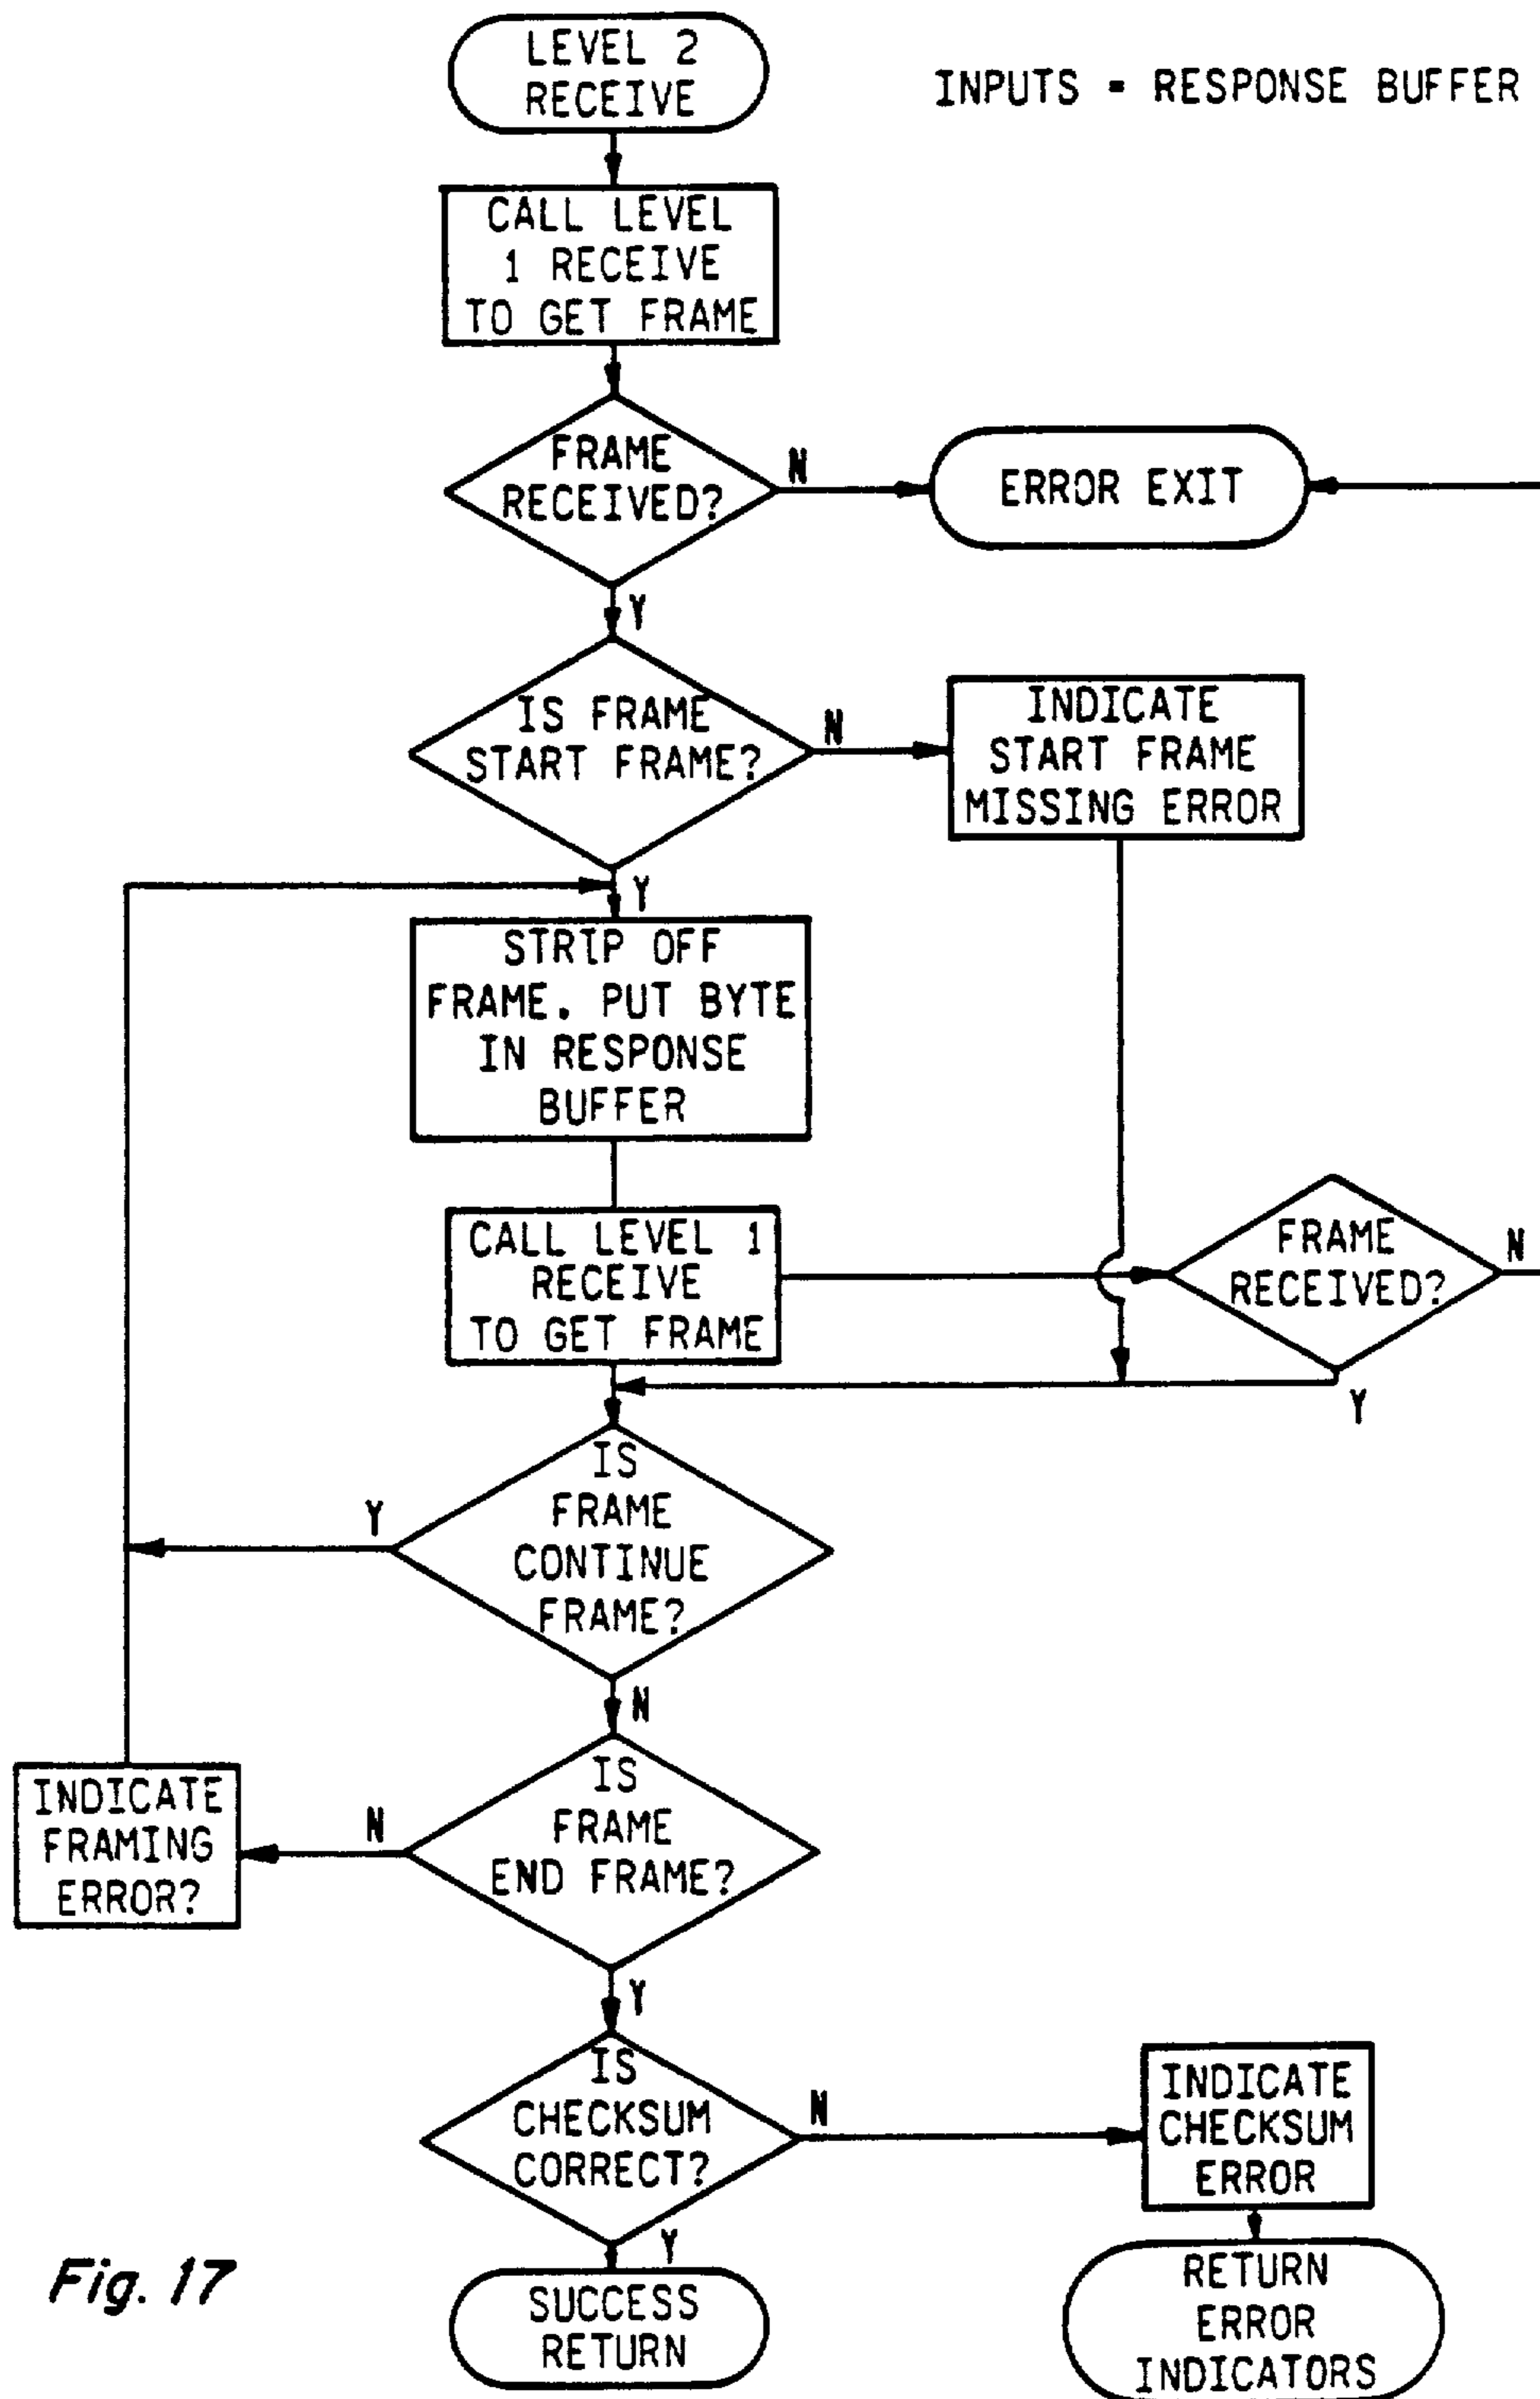 LEVEL 2
RECEIVE
INPUTS = RESPONSE BUFFER
CALL LEVEL
1 RECEIVE
TO GET FRAME
FRAME
RECEIVED?
N
ERROR EXIT
Y
IS FRAME
START FRAME?
N
INDICATE
START FRAME
MISSING ERROR
Y
STRIP OFF
FRAME. PUT BYTE
IN RESPONSE
BUFFER
CALL LEVEL 1
RECEIVE
TO GET FRAME
FRAME
RECEIVED?
N
Y
IS
FRAME
CONTINUE
FRAME?
Y
N
IS
FRAME
END FRAME?
N
INDICATE
FRAMING
ERROR?
Y
IS
CHECKSUM
CORRECT?
N
INDICATE
CHECKSUM
ERROR
Y
SUCCESS
RETURN
RETURN
ERROR
INDICATORS
Fig. 17